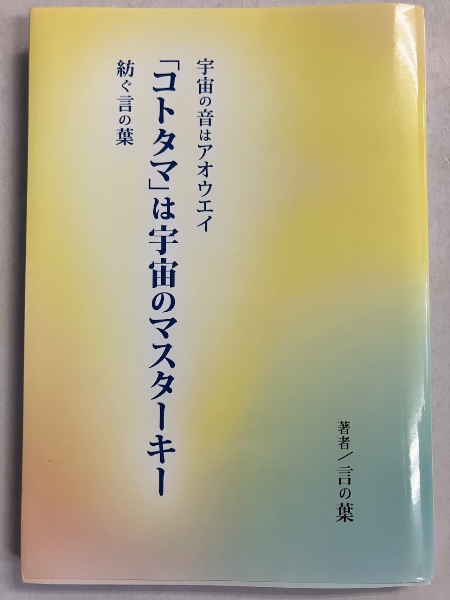 宇宙の音はアオウエイ
「コトタマ」は宇宙のマスターキー
紡ぐ言の葉
著者／言の葉